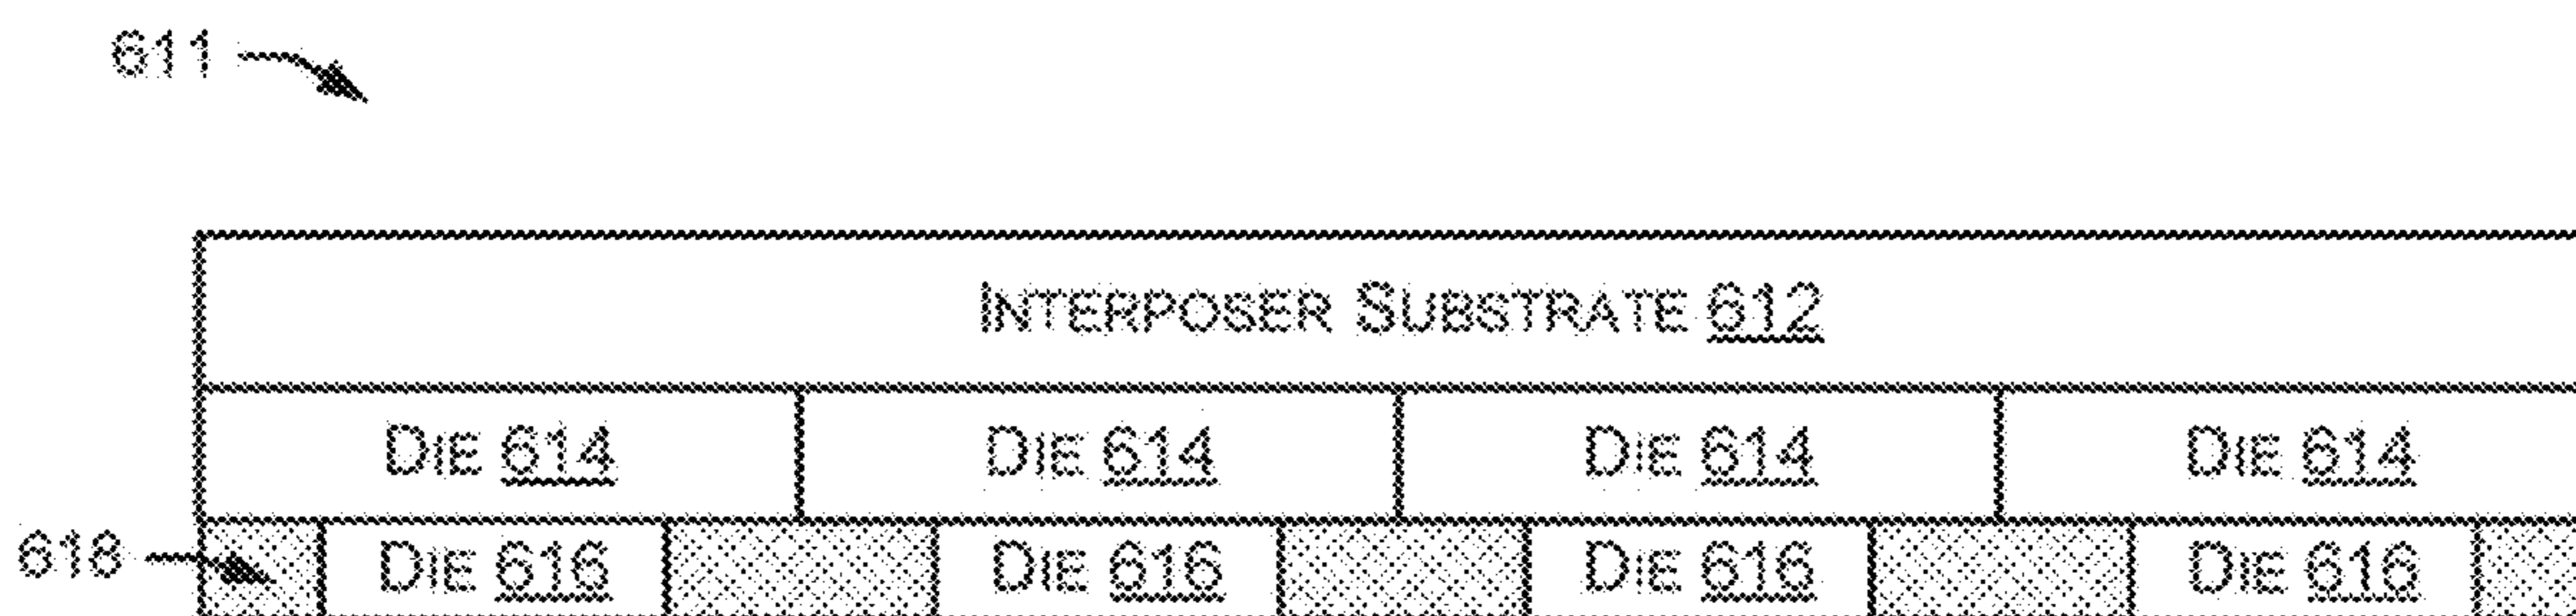 611
INTERPOSER SUBSTRATE 612
DIE 614 DIE 614 DIE 614 DIE 614
618 DIE 616 DIE 616 DIE 616 DIE 616